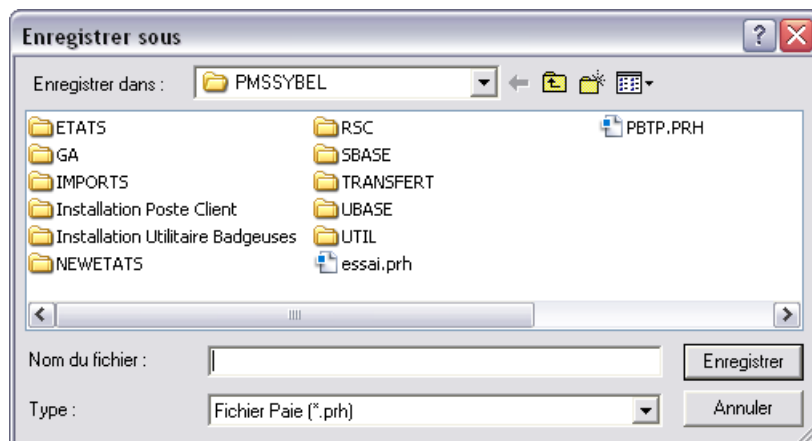 Enregistrer sous
Enregistrer dans :
PMSSYBEL
ETATS
GA
IMPORTS
Installation Poste Client
Installation Utilitaire Badgeuses
NEWETATS
RSC
SBASE
TRANSFERT
UBASE
UTIL
essai.prh
PBTP.PRH
Nom du fichier :
Enregistrer
Type :
Fichier Paie (*.prh)
Annuler